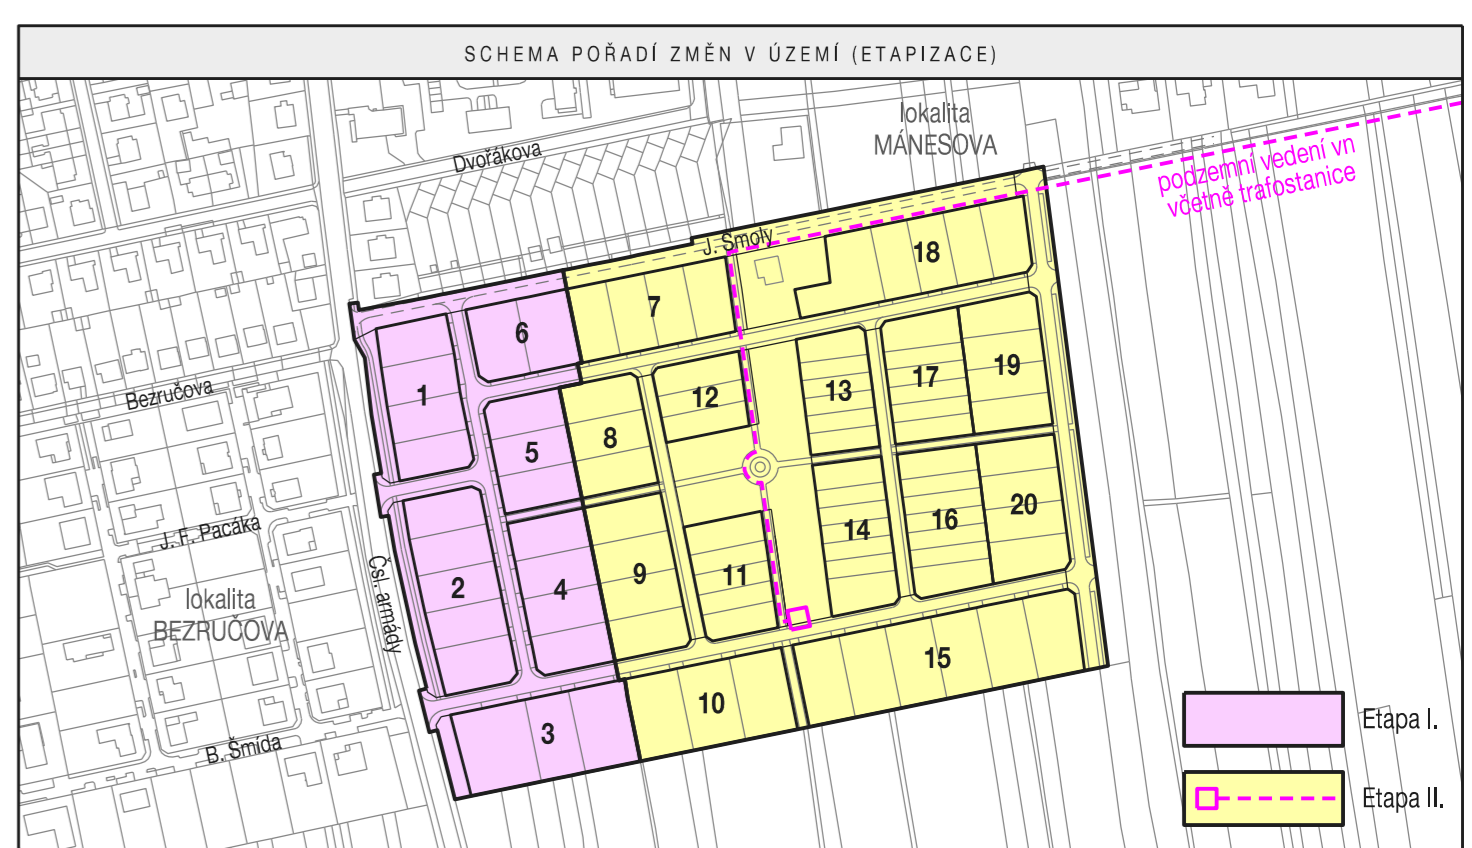 SCHEMA POŘADÍ ZMĚN V ÚZEMÍ (ETAPIZACE)
lokalita
MÁNESOVA
Dvořákova
podzemní vedení vn
včetně trafostanice
J. Smoly
18
7
6
1
12
13
17
19
Bezručova
8
5
20
16
14
J. F. Pacáka
Čsl. armády
9
11
4
2
lokalita
BEZRUČOVA
15
10
3
B. Šmída
Etapa I.
Etapa II.